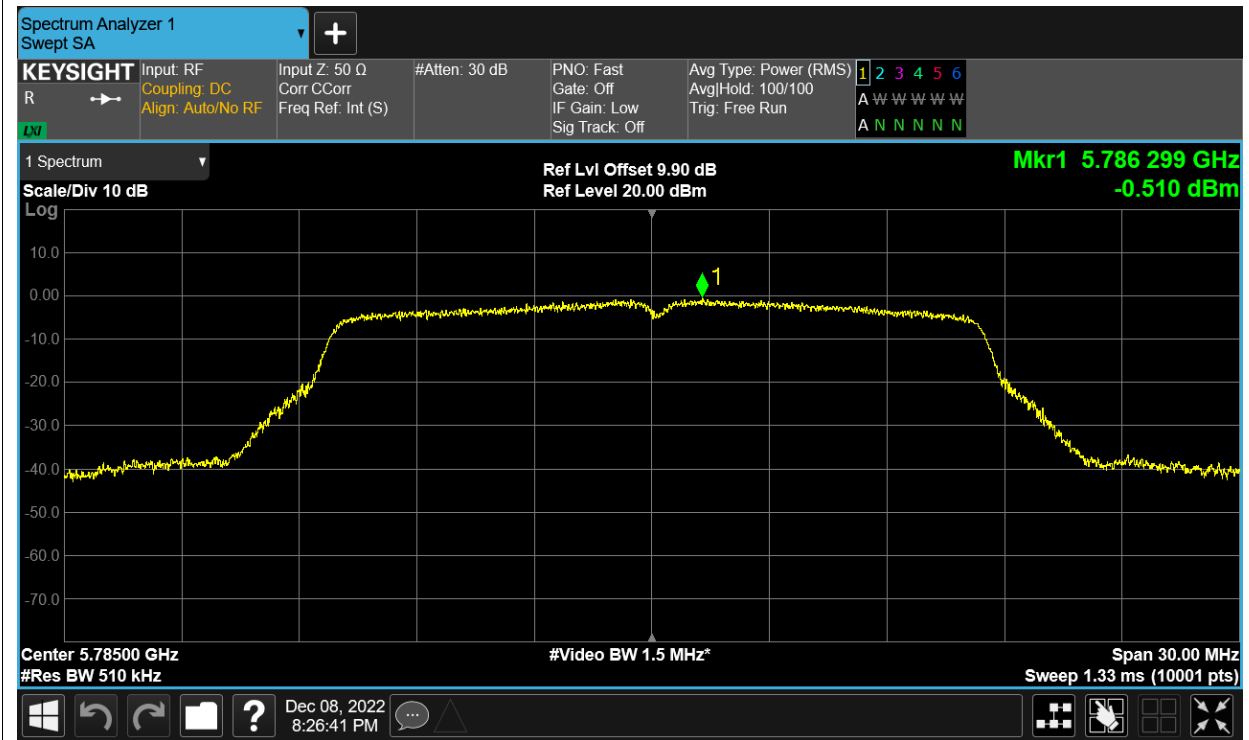 Spectrum Analyzer 1
Swept SA
+
KEYSIGHT
R
LXI
Input: RF
Coupling: DC
Align: Auto/No RF
Input Z: 50 Ω
Corr CCorr
Freq Ref: Int (S)
#Atten: 30 dB
PNO: Fast
Gate: Off
IF Gain: Low
Sig Track: Off
Avg Type: Power (RMS)
Avg|Hold: 100/100
Trig: Free Run
1 2 3 4 5 6
A W W W W W
A N N N N N
1 Spectrum
Scale/Div 10 dB
Ref Lvl Offset 9.90 dB
Ref Level 20.00 dBm
Mkr1 5.786 299 GHz
-0.510 dBm
Log
10.0
0.00
-10.0
-20.0
-30.0
-40.0
-50.0
-60.0
-70.0
1
Center 5.78500 GHz
#Res BW 510 kHz
#Video BW 1.5 MHz*
Span 30.00 MHz
Sweep 1.33 ms (10001 pts)
?
Dec 08, 2022
8:26:41 PM